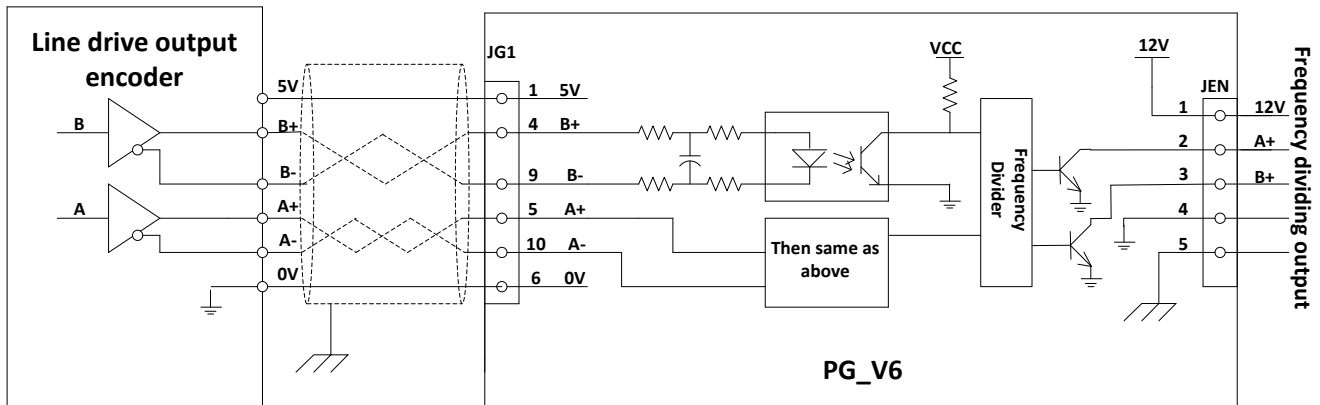 Line drive output
encoder
B
A
5V
B+
B-
A+
A-
0V
JG1
1 5V
4 B+
9 B-
5 A+
10 A-
6 0V
VCC
Then same as
above
Frequency
Divider
12V
JEN
1 12V
2 A+
3 B+
4
5
Frequency dividing output
PG_V6